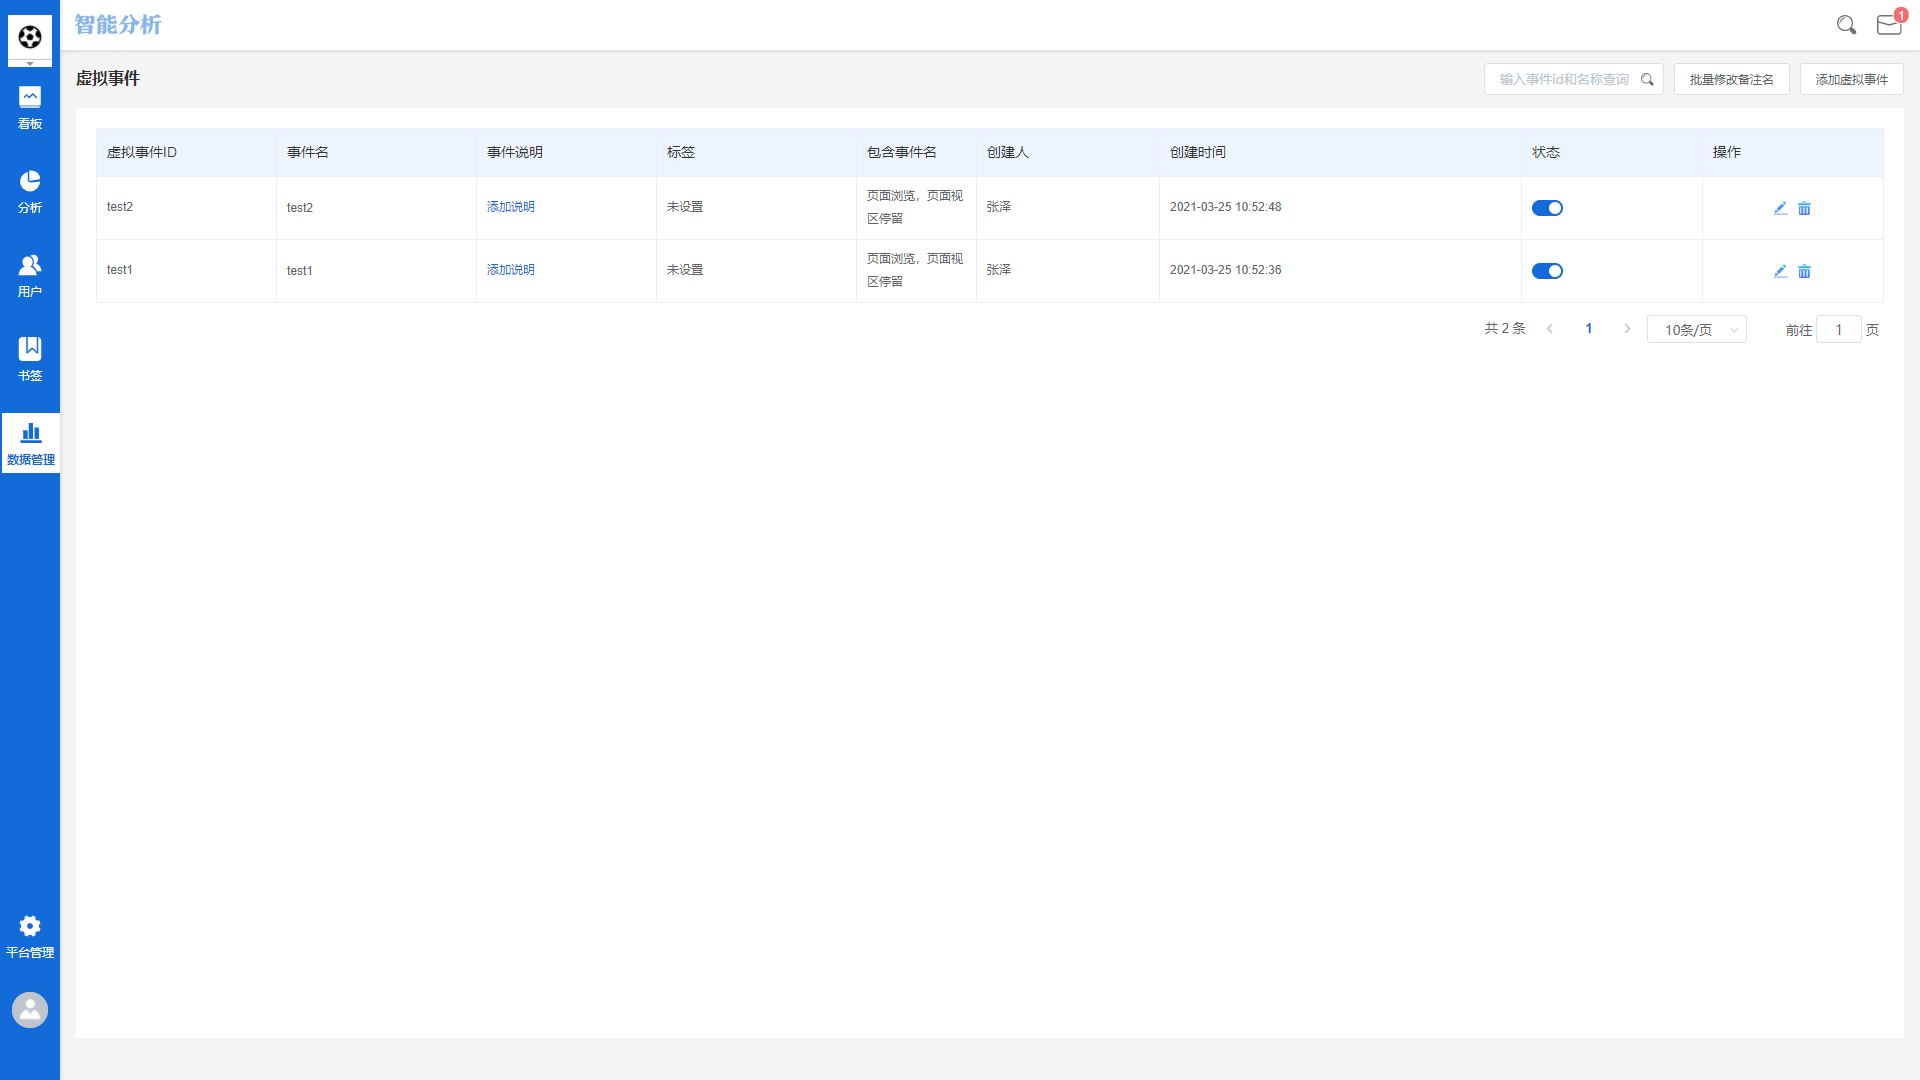 智能分析
1
虚拟事件
输入事件id和名称查询
批量修改备注名
添加虚拟事件
看板
分析
用户
书签
数据管理
平台管理
虚拟事件ID 事件名 事件说明 标签 包含事件名 创建人 创建时间 状态 操作
test2 test2 添加说明 未设置 页面浏览，页面视 张泽 2021-03-25 10:52:48
区停留
test1 test1 添加说明 未设置 页面浏览，页面视 张泽 2021-03-25 10:52:36
区停留
共 2 条 1 10条/页 前往 1 页